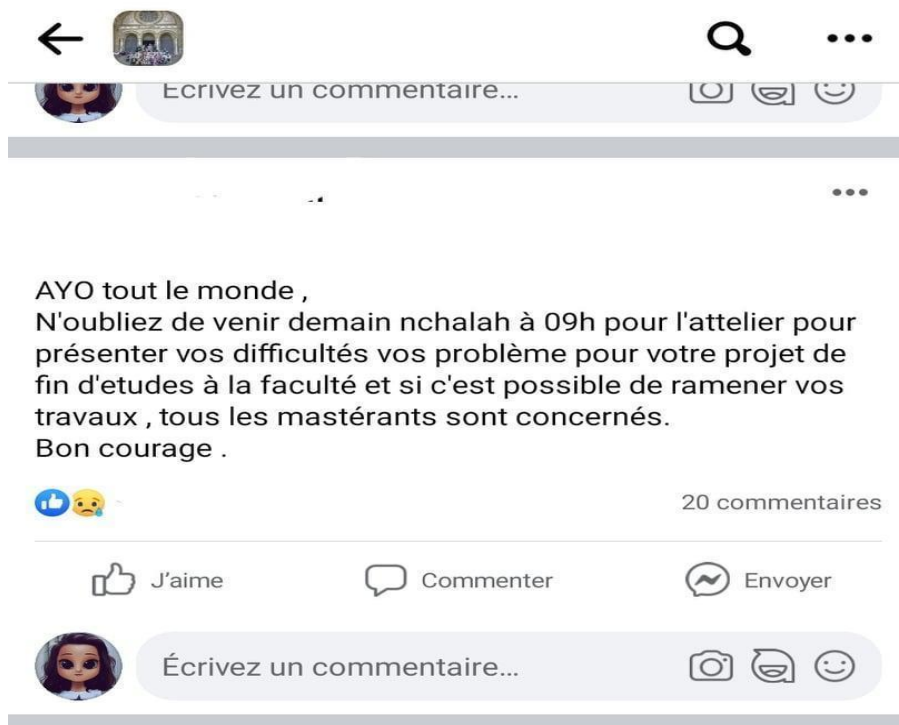 Écrivez un commentaire...
AYO tout le monde ,
N'oubliez de venir demain nchalah à 09h pour l'attelier pour
présenter vos difficultés vos problème pour votre projet de
fin d'etudes à la faculté et si c'est possible de ramener vos
travaux , tous les mastérants sont concernés.
Bon courage .
20 commentaires
J'aime Commenter Envoyer
Écrivez un commentaire...